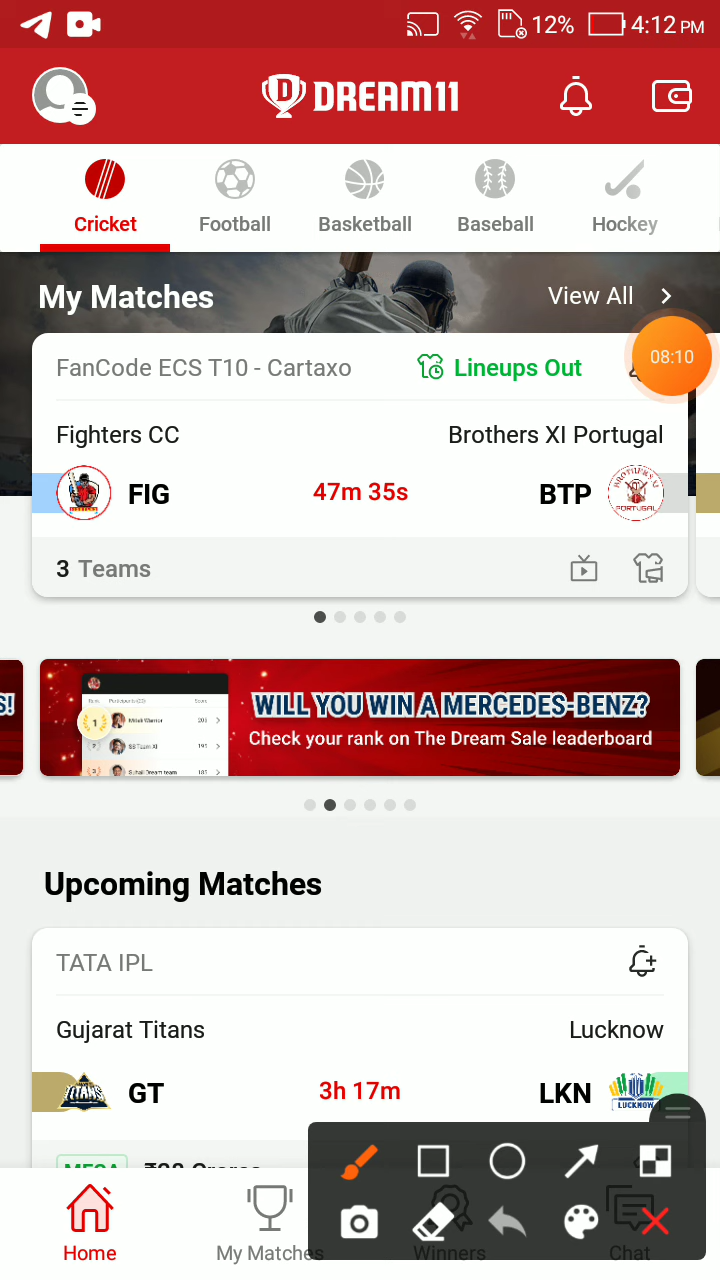 12% 4:12 PM
DREAM11
Cricket Football Basketball Baseball Hockey
My Matches View All
08:10
FanCode ECS T10 - Cartaxo Lineups Out
Fighters CC Brothers XI Portugal
FIG 47m 35s BTP
3 Teams
S!
WILL YOU WIN A MERCEDES-BENZ?
Check your rank on The Dream Sale leaderboard
Upcoming Matches
TATA IPL
Gujarat Titans Lucknow
GT 3h 17m LKN
MEGA
Home My Matches Winners Chat